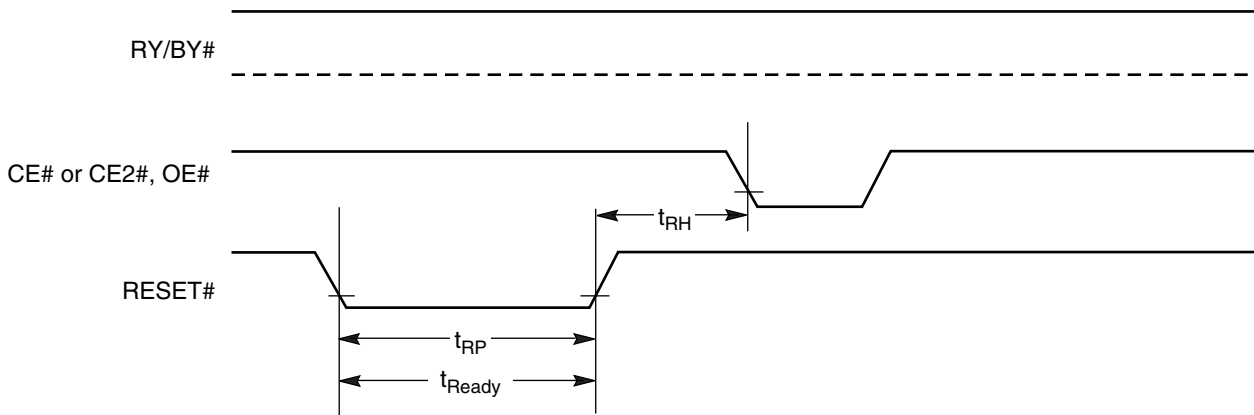 RY/BY#
CE# or CE2#, OE#
tRH
RESET#
tRP
tReady